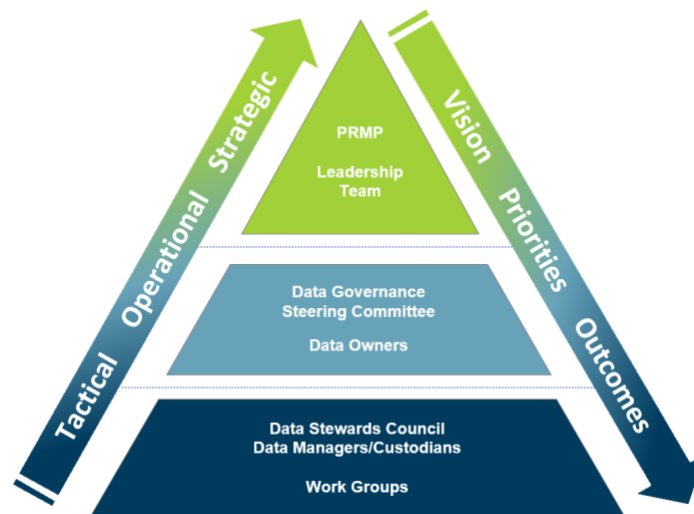 PRMP
Leadership
Team
Data Governance
Steering Committee
Data Owners
Data Stewards Council
Data Managers/Custodians
Work Groups
Tactical Operational Strategic
Vision Priorities Outcomes